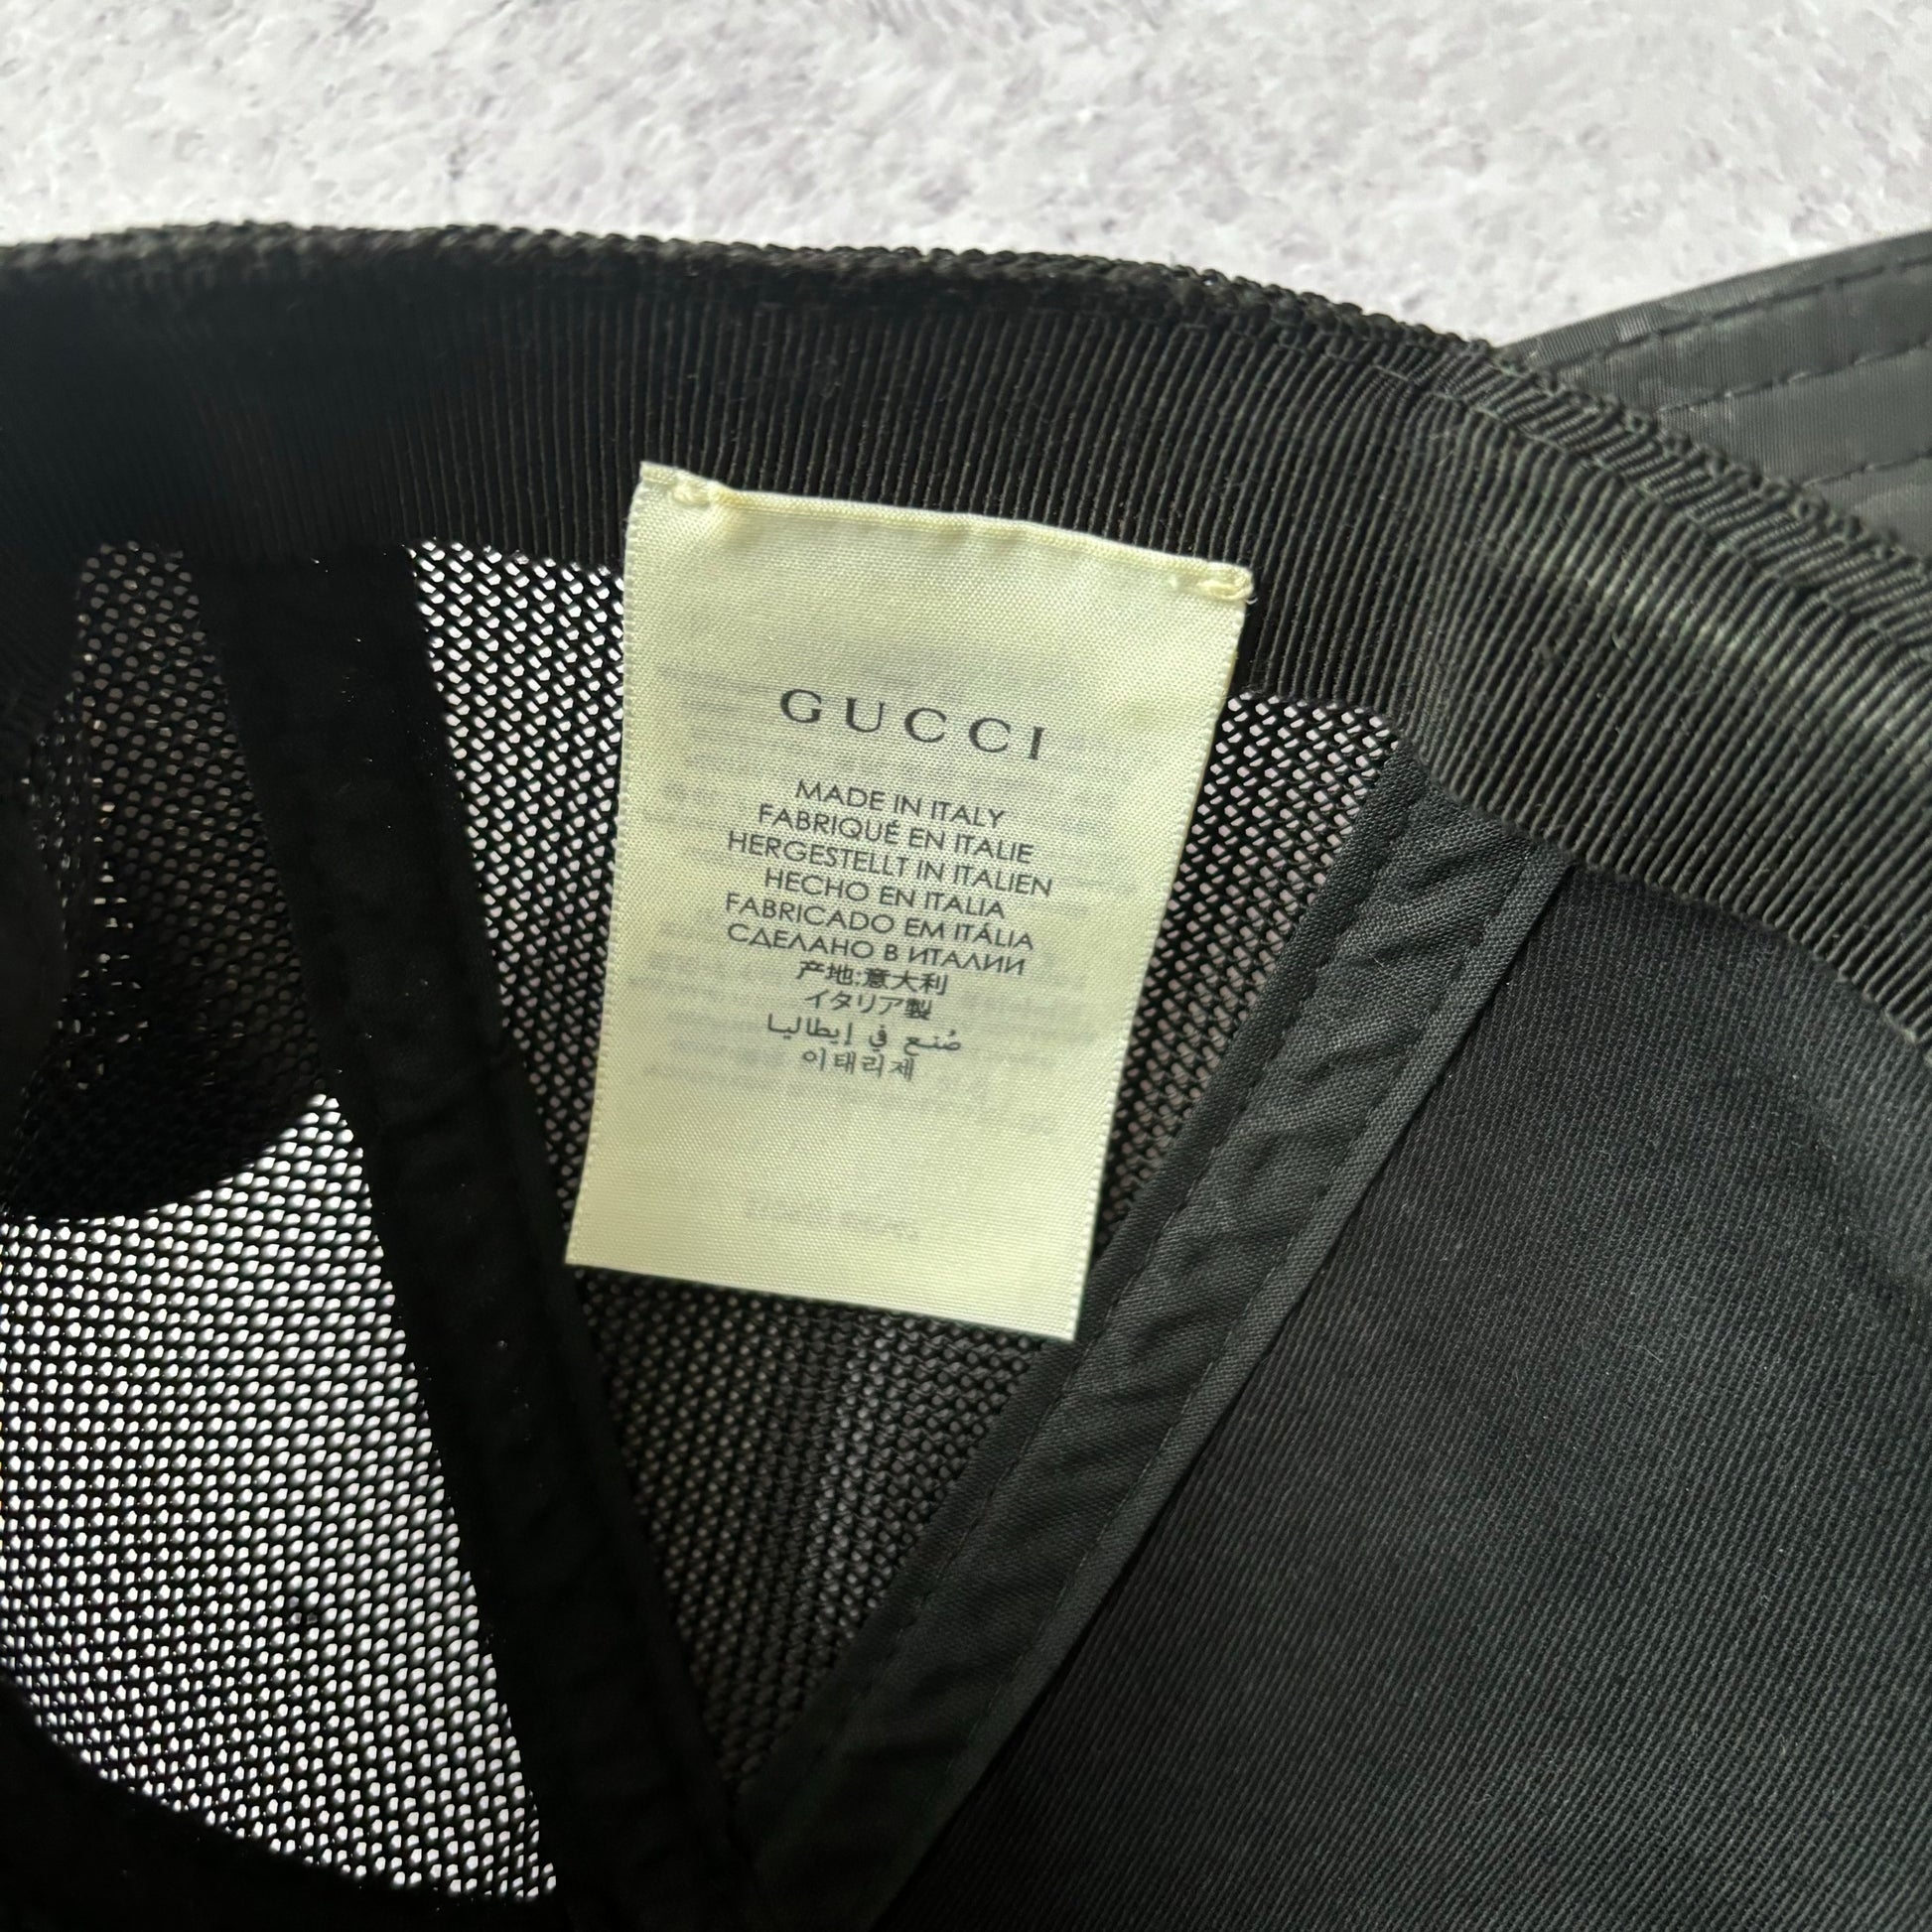 GUCCI
MADE IN ITALY
FABRIQUÉ EN ITALIE
HERGESTELLT IN ITALIEN
HECHO EN ITALIA
FABRICADO EM ITÁLIA
СДЕЛАНО В ИТАЛИИ
产地:意大利
イタリア製
صُنع في إيطاليا
이태리제